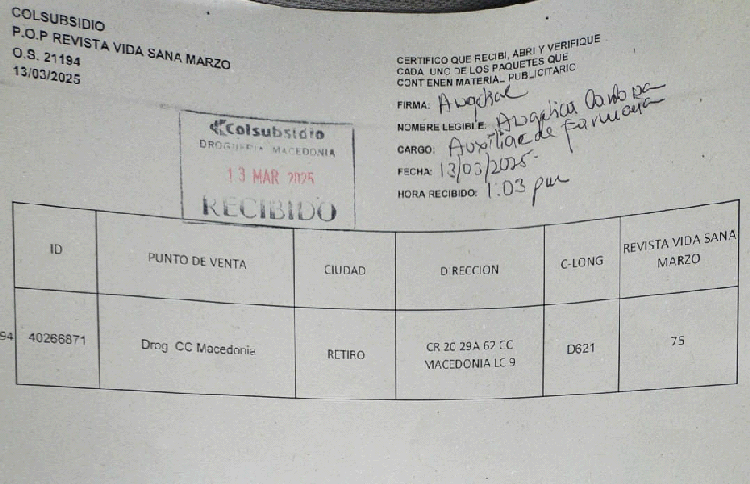 COLSUBSIDIO
P.O.P REVISTA VIDA SANA MARZO
O.S. 21194
13/03/2025
CERTIFICO QUE RECIBI, ABRI Y VERIFIQUE
CADA UNO DE LOS PAQUETES QUE
CONTENEN MATERIAL PUBLICITARIO
FIRMA:
NOMBRE LEGIBLE: Angelica Cordoba
CARGO: Auxiliar de farmacia
FECHA: 13/03/2025.
HORA RECIBIDO: 1:03 pm
Colsubsidio
DROGUERIA MACEDONIA
13 MAR 2025
RECIBIDO
ID PUNTO DE VENTA CIUDAD DIRECCION C-LONG REVISTA VIDA SANA MARZO
94 40266871 Drog CC Macedonia RETIRO CR 20 29A 67 CC MACEDONIA LC 9 D621 75